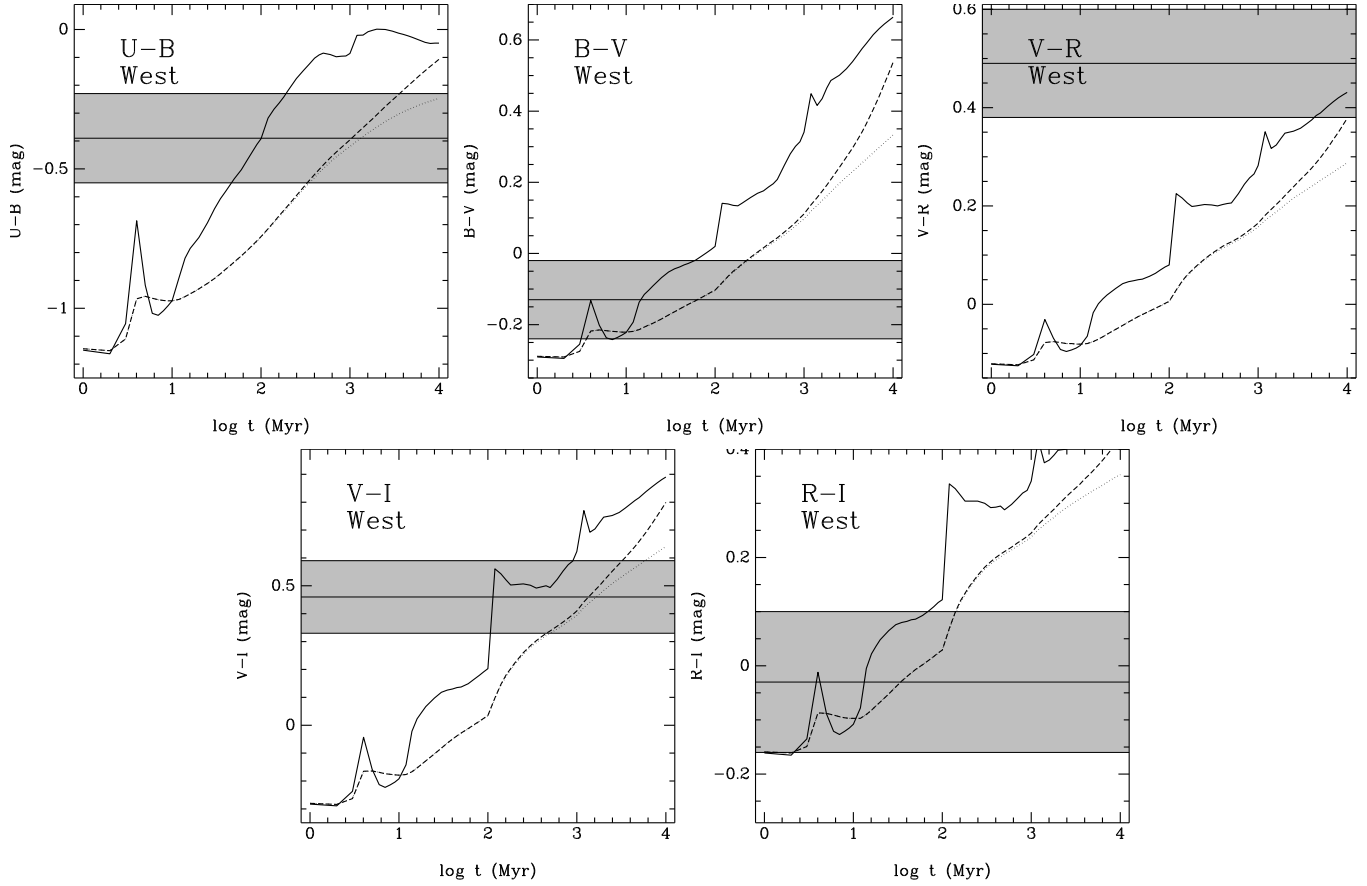 U-B
West
0
-0.5
-1
U-B (mag)
0 1 2 3 4
log t (Myr)
B-V
West
0.6
0.4
0.2
0
-0.2
B-V (mag)
0 1 2 3 4
log t (Myr)
V-R
West
0.6
0.4
0.2
0
V-R (mag)
0 1 2 3 4
log t (Myr)
V-I
West
0.5
0
V-I (mag)
0 1 2 3 4
log t (Myr)
R-I
West
0.4
0.2
0
-0.2
R-I (mag)
0 1 2 3 4
log t (Myr)